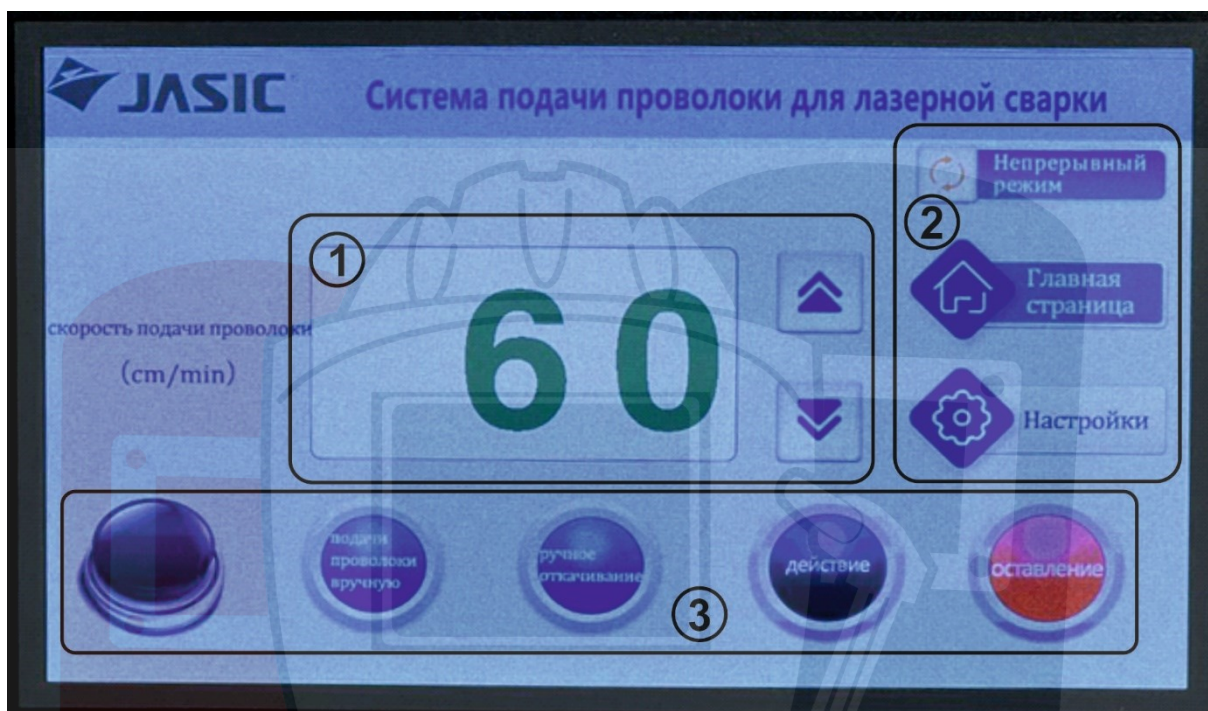 JASIC
Система подачи проволоки для лазерной сварки
Непрерывный
режим
2
1
60
Главная
страница
скорость подачи проволоки
(cm/min)
Настройки
подачи
проволоки
вручную
ручное
откачивание
действие
оставление
3